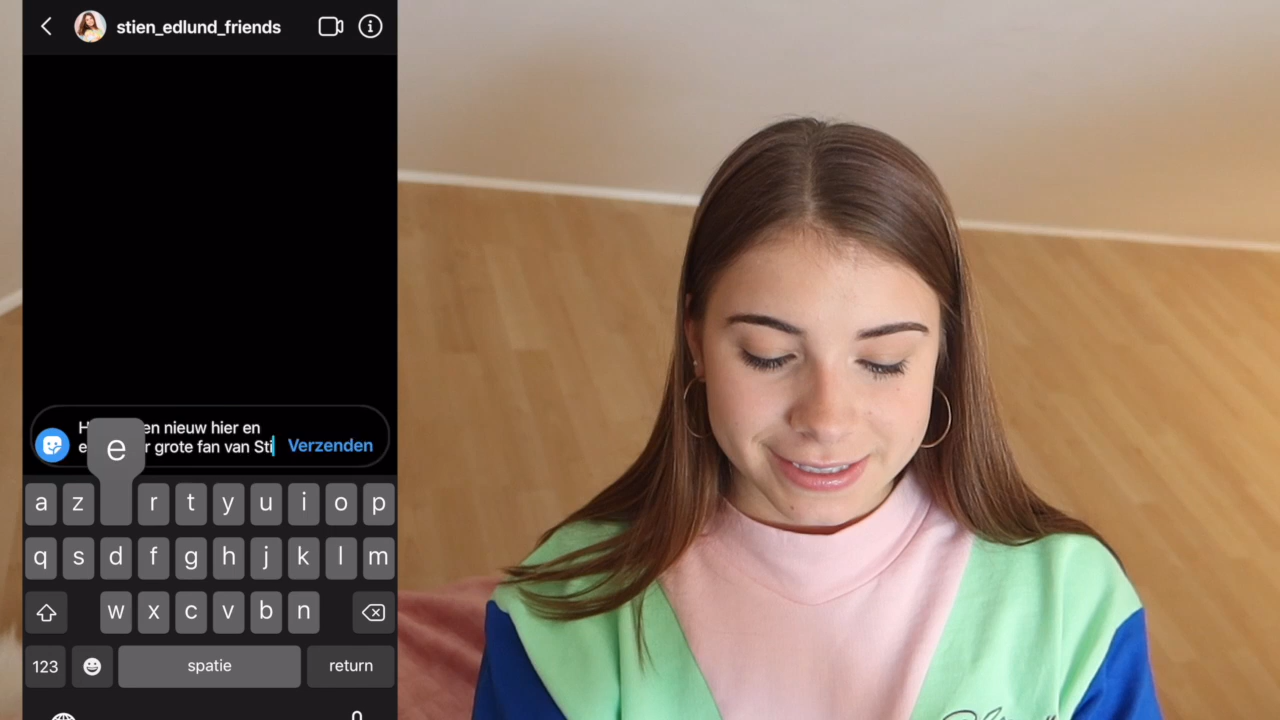 stien_edlund_friends
en nieuw hier en
r grote fan van Sti
Verzenden
e
a z r t y u i o p
q s d f g h j k l m
w x c v b n
123 spatie return